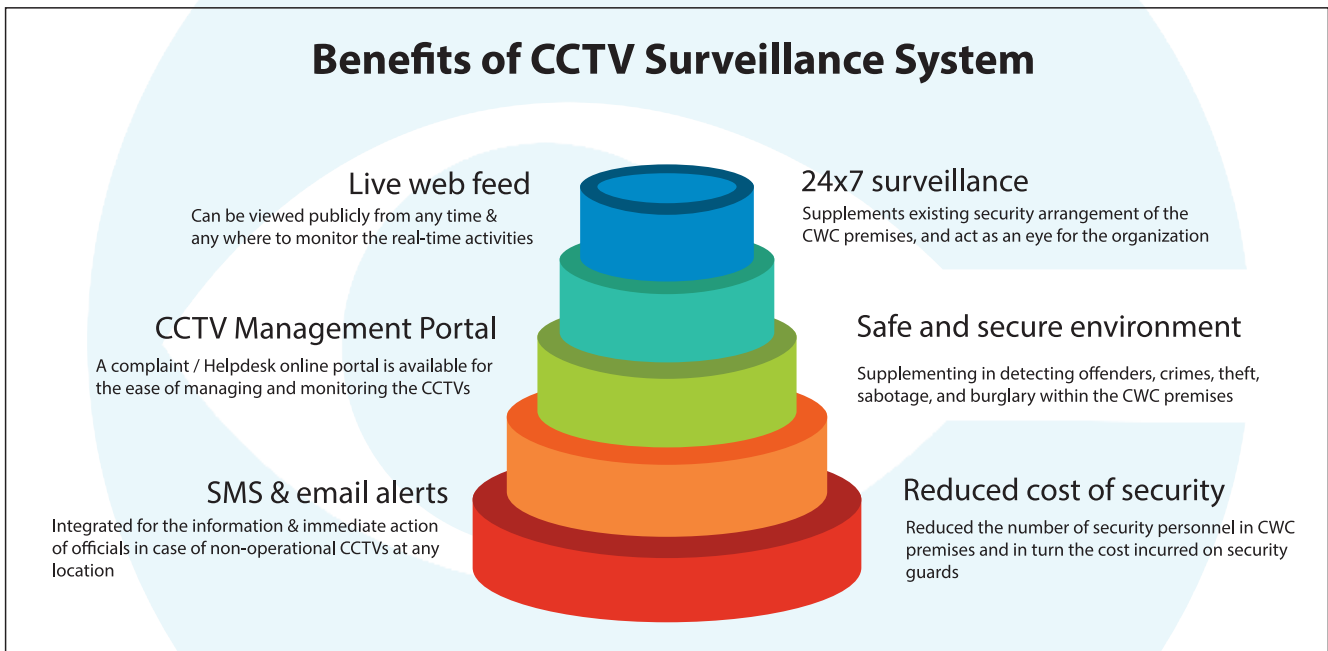 Benefits of CCTV Surveillance System
Live web feed
Can be viewed publicly from any time &
any where to monitor the real-time activities
24x7 surveillance
Supplements existing security arrangement of the
CWC premises, and act as an eye for the organization
CCTV Management Portal
A complaint / Helpdesk online portal is available for
the ease of managing and monitoring the CCTVs
Safe and secure environment
Supplementing in detecting offenders, crimes, theft,
sabotage, and burglary within the CWC premises
SMS & email alerts
Integrated for the information & immediate action
of officials in case of non-operational CCTVs at any
location
Reduced cost of security
Reduced the number of security personnel in CWC
premises and in turn the cost incurred on security
guards